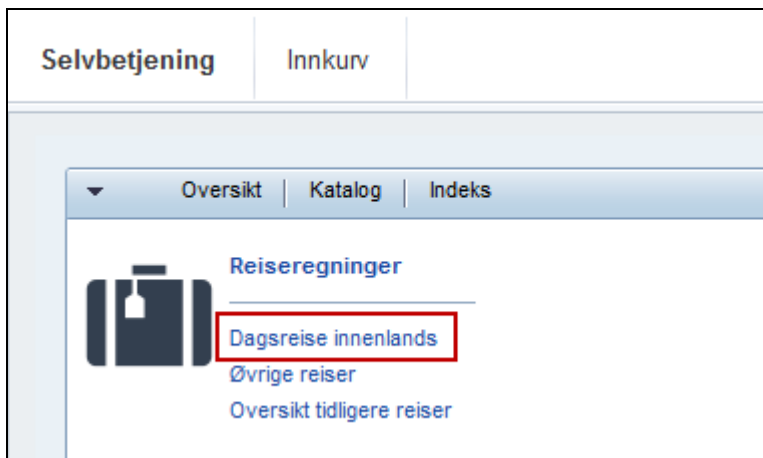 Selvbetjening Innkurv
Oversikt Katalog Indeks
Reiseregninger
Dagsreise innenlands
Øvrige reiser
Oversikt tidligere reiser